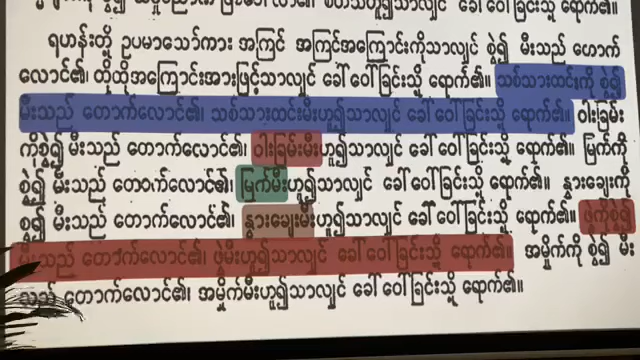 ရဟန်းတို့ ဥပမာသော်ကား အကြင် အကြင်အကြောင်းကိုသာလျှင် စွဲ၍ မီးသည် တောက်
လောင်၏၊ ထိုထိုအကြောင်းအားဖြင့်သာလျှင် ခေါ်ဝေါ်ခြင်းသို့ ရောက်၏။ သစ်သားထင်းကို စွဲ၍
မီးသည် တောက်လောင်၏၊ သစ်သားထင်းမီးဟူ၍သာလျှင် ခေါ်ဝေါ်ခြင်းသို့ ရောက်၏။ ဝါးခြမ်း
ကိုစွဲ၍ မီးသည် တောက်လောင်၏၊ ဝါးခြမ်းမီးဟူ၍သာလျှင် ခေါ်ဝေါ်ခြင်းသို့ ရောက်၏။ မြက်ကို
စွဲ၍ မီးသည် တောက်လောင်၏၊ မြက်မီးဟူ၍သာလျှင် ခေါ်ဝေါ်ခြင်းသို့ ရောက်၏။ နွားချေးကို
စွဲ၍ မီးသည် တောက်လောင်၏၊ နွားချေးမီးဟူ၍သာလျှင် ခေါ်ဝေါ်ခြင်းသို့ ရောက်၏။ ဖွဲကိုစွဲ၍
မီးသည် တောက်လောင်၏၊ ဖွဲမီးဟူ၍သာလျှင် ခေါ်ဝေါ်ခြင်းသို့ ရောက်၏။ အမှိုက်ကို စွဲ၍ မီး
သည် တောက်လောင်၏၊ အမှိုက်မီးဟူ၍သာလျှင် ခေါ်ဝေါ်ခြင်းသို့ ရောက်၏။